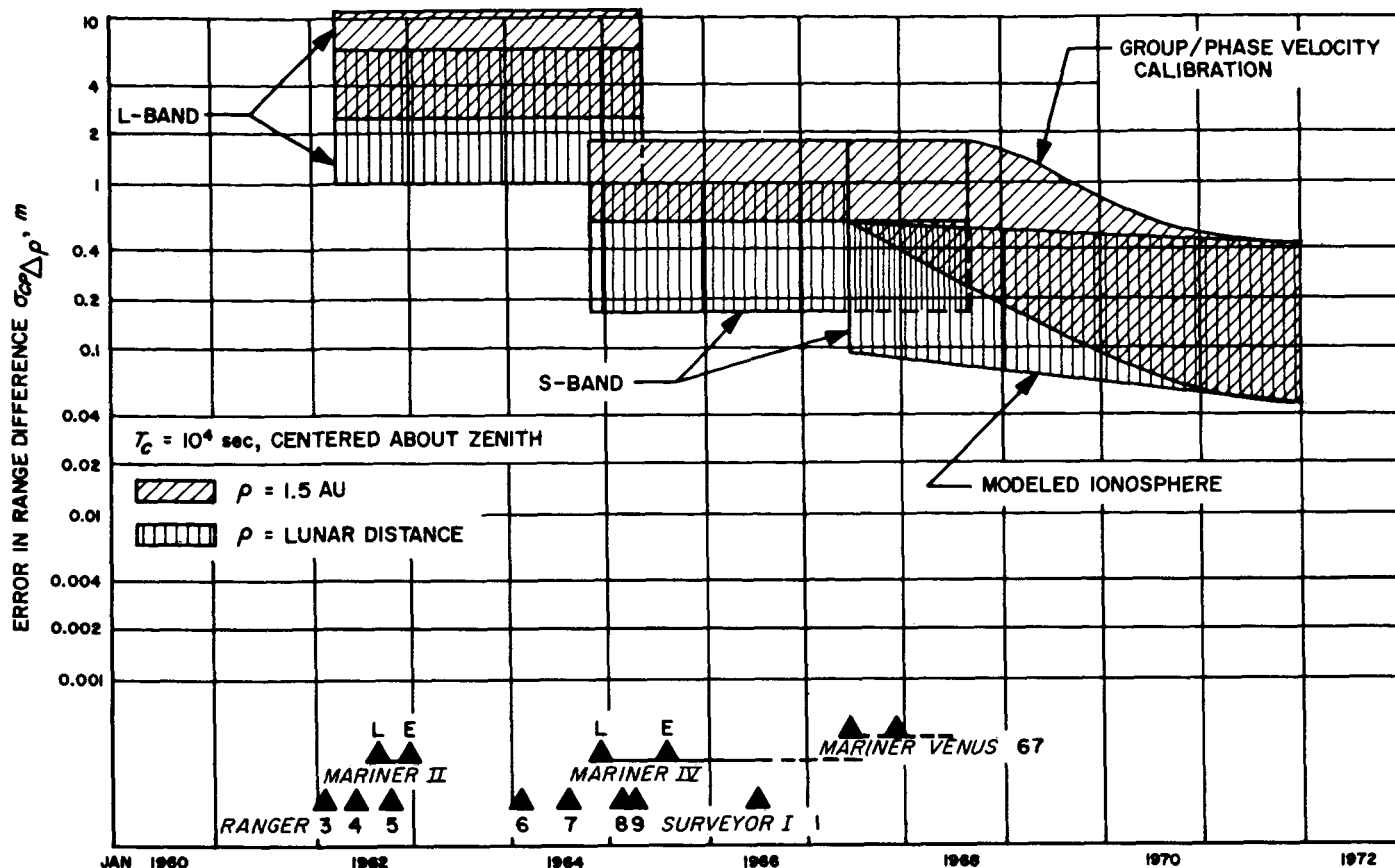 10
4
2
1
0.4
0.2
0.1
0.04
0.02
0.01
0.004
0.002
0.001
ERROR IN RANGE DIFFERENCE σCPΔρ, m
L-BAND
GROUP/PHASE VELOCITY
CALIBRATION
S-BAND
MODELED IONOSPHERE
Tc = 10⁴ sec, CENTERED ABOUT ZENITH
ρ = 1.5 AU
ρ = LUNAR DISTANCE
L E
MARINER II
L E
MARINER IV
MARINER VENUS 67
RANGER 3 4 5 6 7 8 9 SURVEYOR I 1
JAN 1960 1962 1964 1966 1968 1970 1972